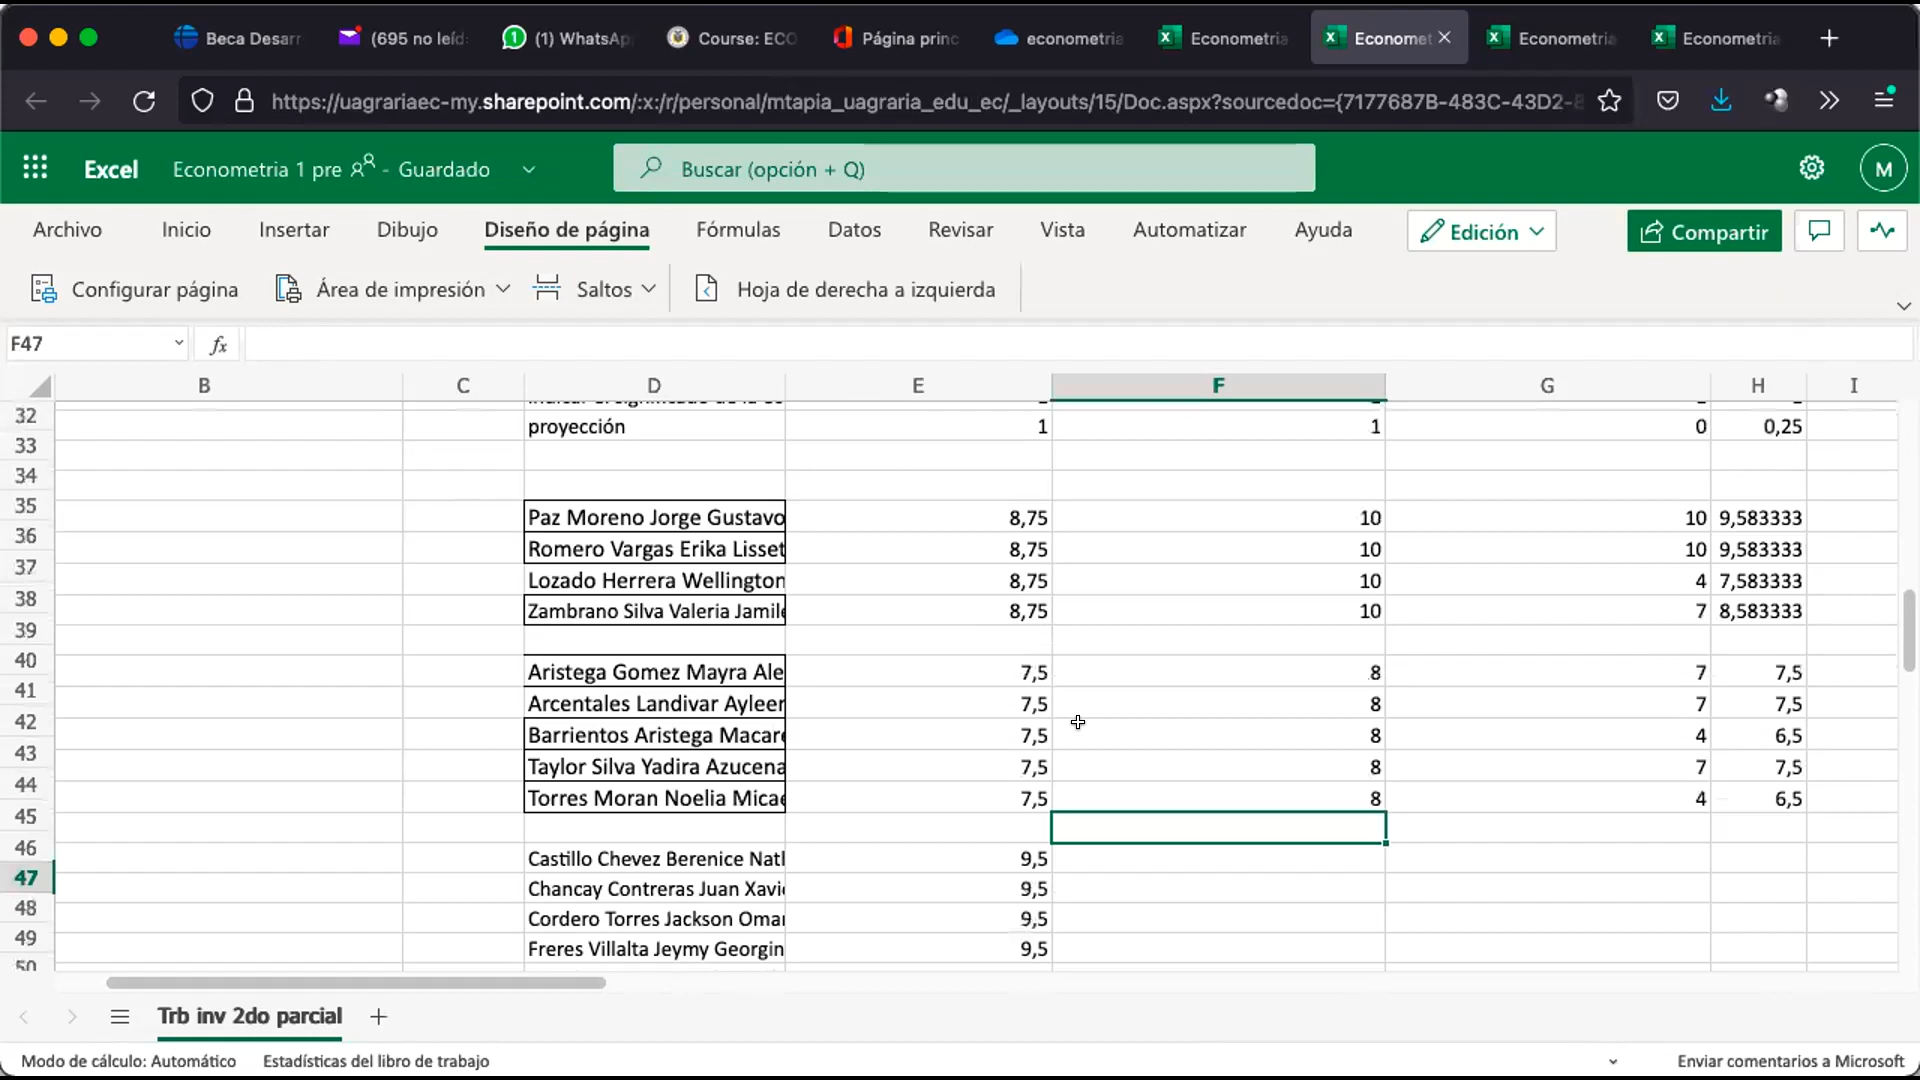 Beca Desarr
(695 no leíd
(1) WhatsAp
Course: ECO
Página princ
econometria
Econometria
Economet
Econometria
Econometria
https://uagrariaec-my.sharepoint.com/:x:/r/personal/mtapia_uagraria_edu_ec/_layouts/15/Doc.aspx?sourcedoc={7177687B-483C-43D2-8
Excel
Econometria 1 pre - Guardado
Buscar (opción + Q)
M
Archivo
Inicio
Insertar
Dibujo
Diseño de página
Fórmulas
Datos
Revisar
Vista
Automatizar
Ayuda
Edición
Compartir
Configurar página
Área de impresión
Saltos
Hoja de derecha a izquierda
F47
fx
B C D E F G H I
32
33 proyección 1 1 0 0,25
34
35
36 Paz Moreno Jorge Gustavo 8,75 10 10 9,583333
37 Romero Vargas Erika Lisset 8,75 10 10 9,583333
38 Lozado Herrera Wellington 8,75 10 4 7,583333
39 Zambrano Silva Valeria Jamile 8,75 10 7 8,583333
40
41 Aristega Gomez Mayra Ale 7,5 8 7 7,5
42 Arcentales Landivar Ayleen 7,5 8 7 7,5
43 Barrientos Aristega Macare 7,5 8 4 6,5
44 Taylor Silva Yadira Azucena 7,5 8 7 7,5
45 Torres Moran Noelia Micae 7,5 8 4 6,5
46
47
48 Castillo Chevez Berenice Nath 9,5
49 Chancay Contreras Juan Xavie 9,5
50 Cordero Torres Jackson Omar 9,5
Freres Villalta Jeymy Georgin 9,5
Trb inv 2do parcial
Modo de cálculo: Automático
Estadísticas del libro de trabajo
Enviar comentarios a Microsoft